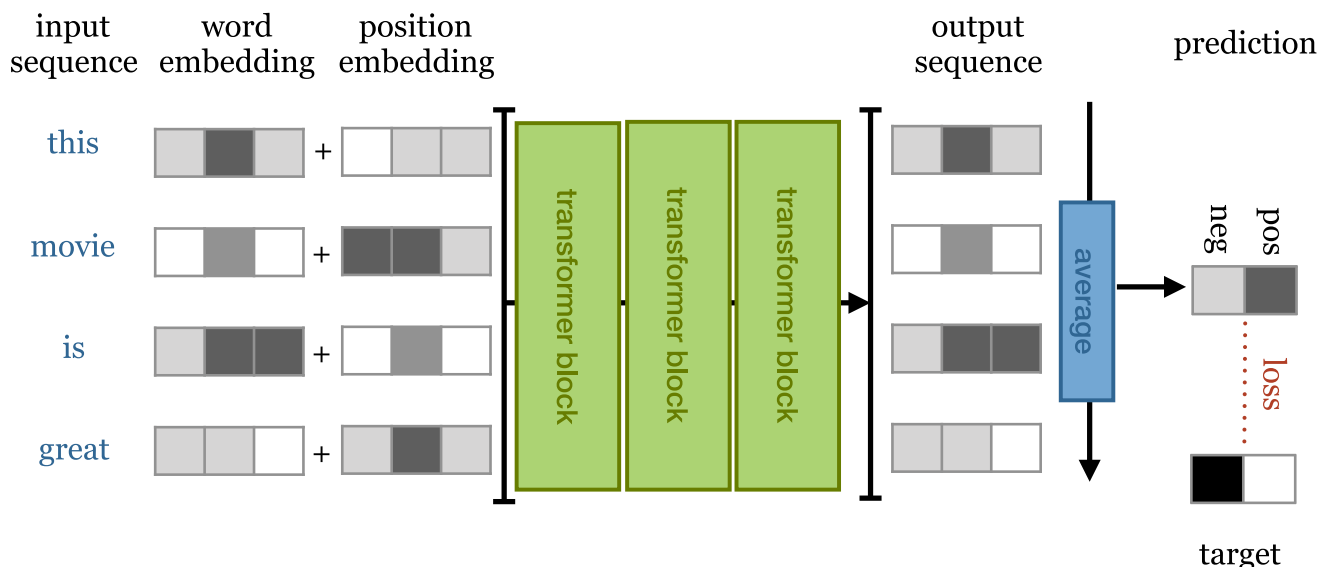 input
sequence
word
embedding
position
embedding
output
sequence
prediction
this
+
movie
+
is
+
great
+
transformer block
transformer block
transformer block
average
neg
pos
loss
target